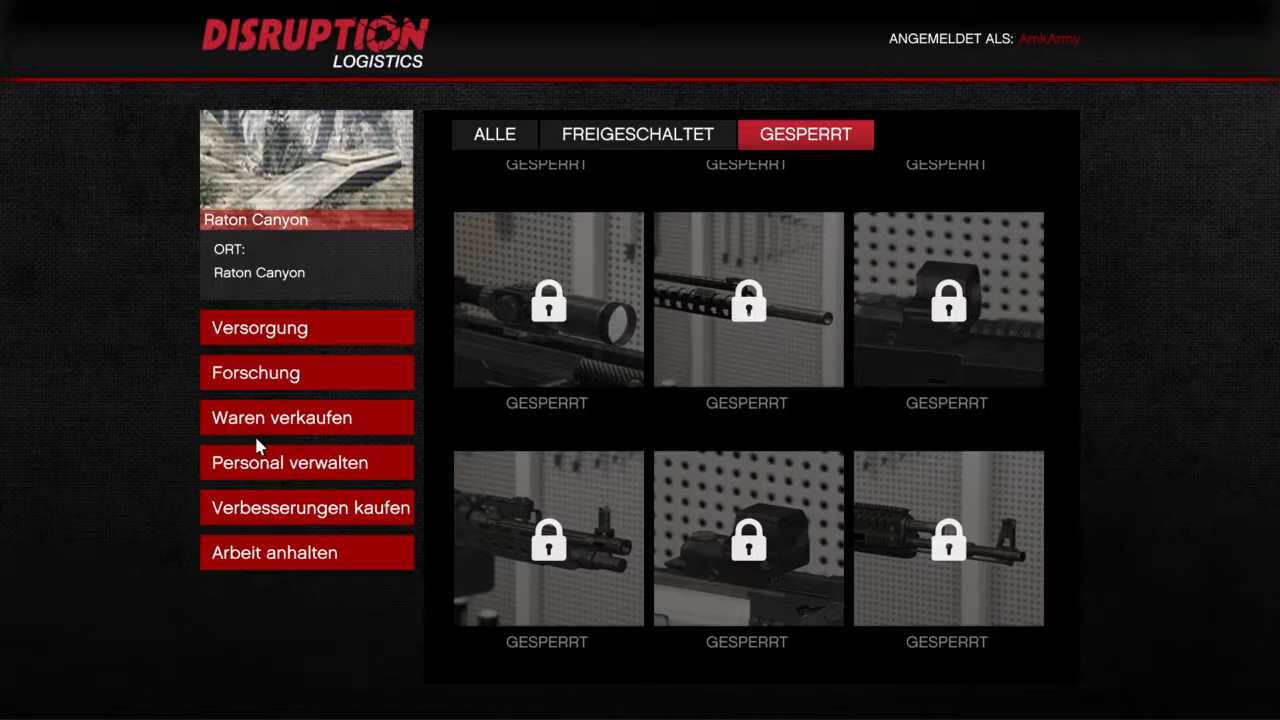 DISRUPTION
LOGISTICS
ANGEMELDET ALS: AmkArmy
Raton Canyon
ORT:
Raton Canyon
Versorgung
Forschung
Waren verkaufen
Personal verwalten
Verbesserungen kaufen
Arbeit anhalten
ALLE FREIGESCHALTET GESPERRT
GESPERRT GESPERRT GESPERRT
GESPERRT GESPERRT GESPERRT
GESPERRT GESPERRT GESPERRT